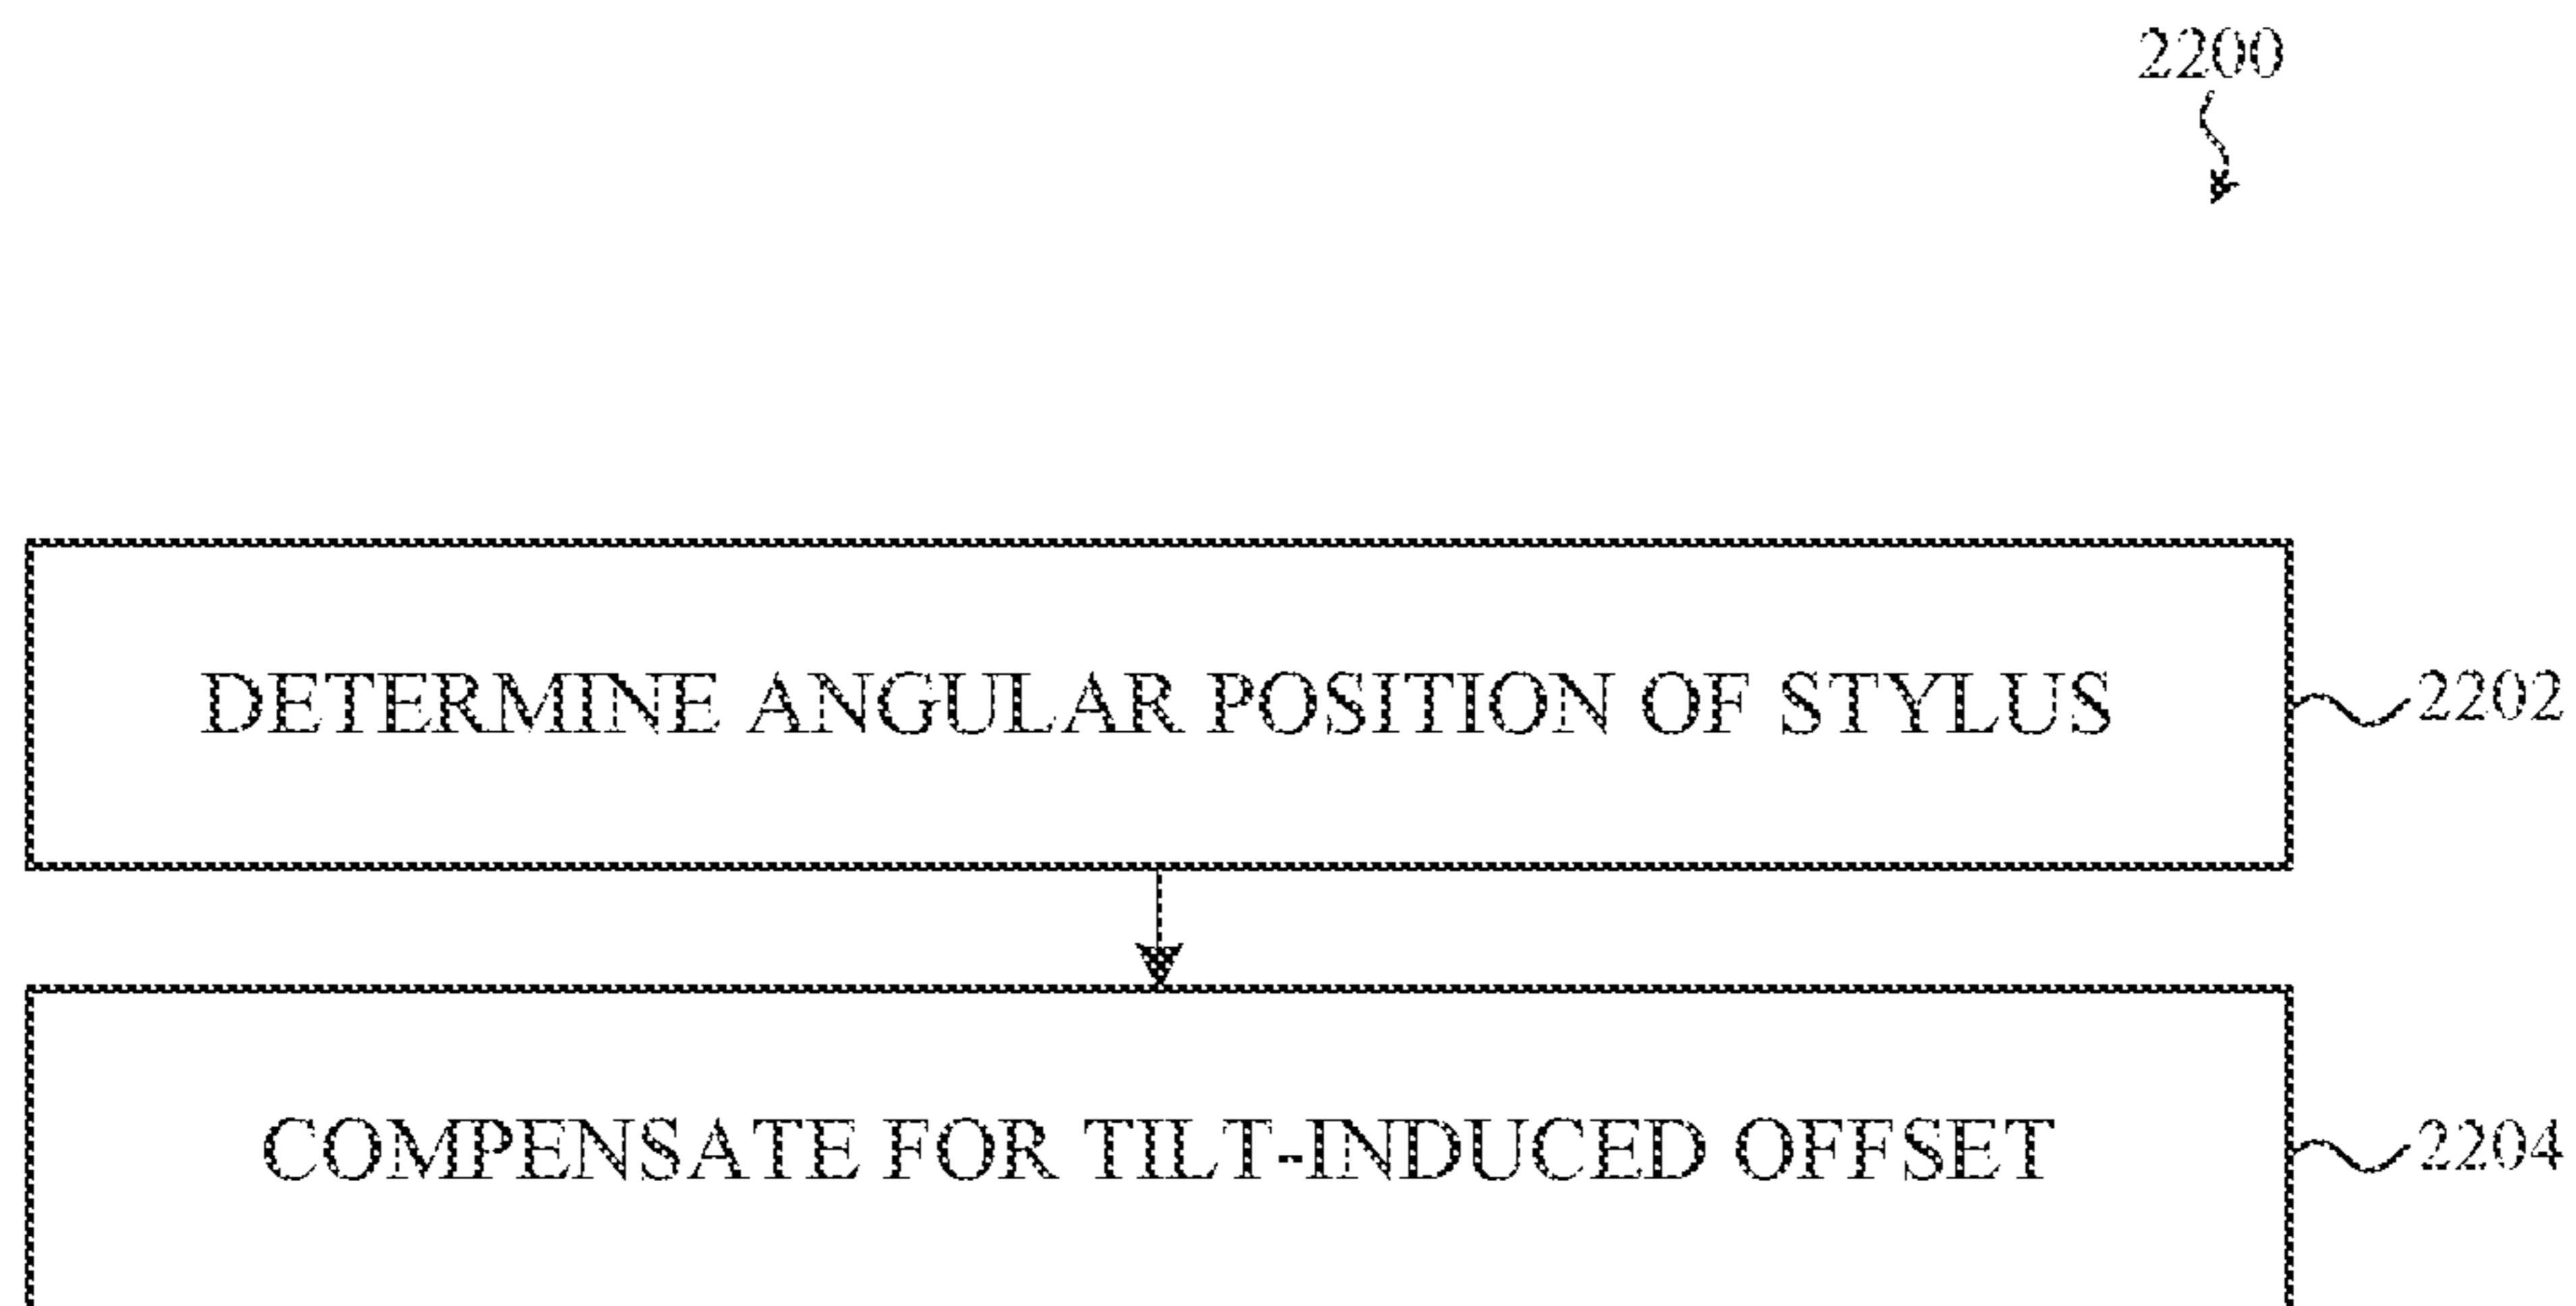 2200
DETERMINE ANGULAR POSITION OF STYLUS
2202
COMPENSATE FOR TILT-INDUCED OFFSET
2204